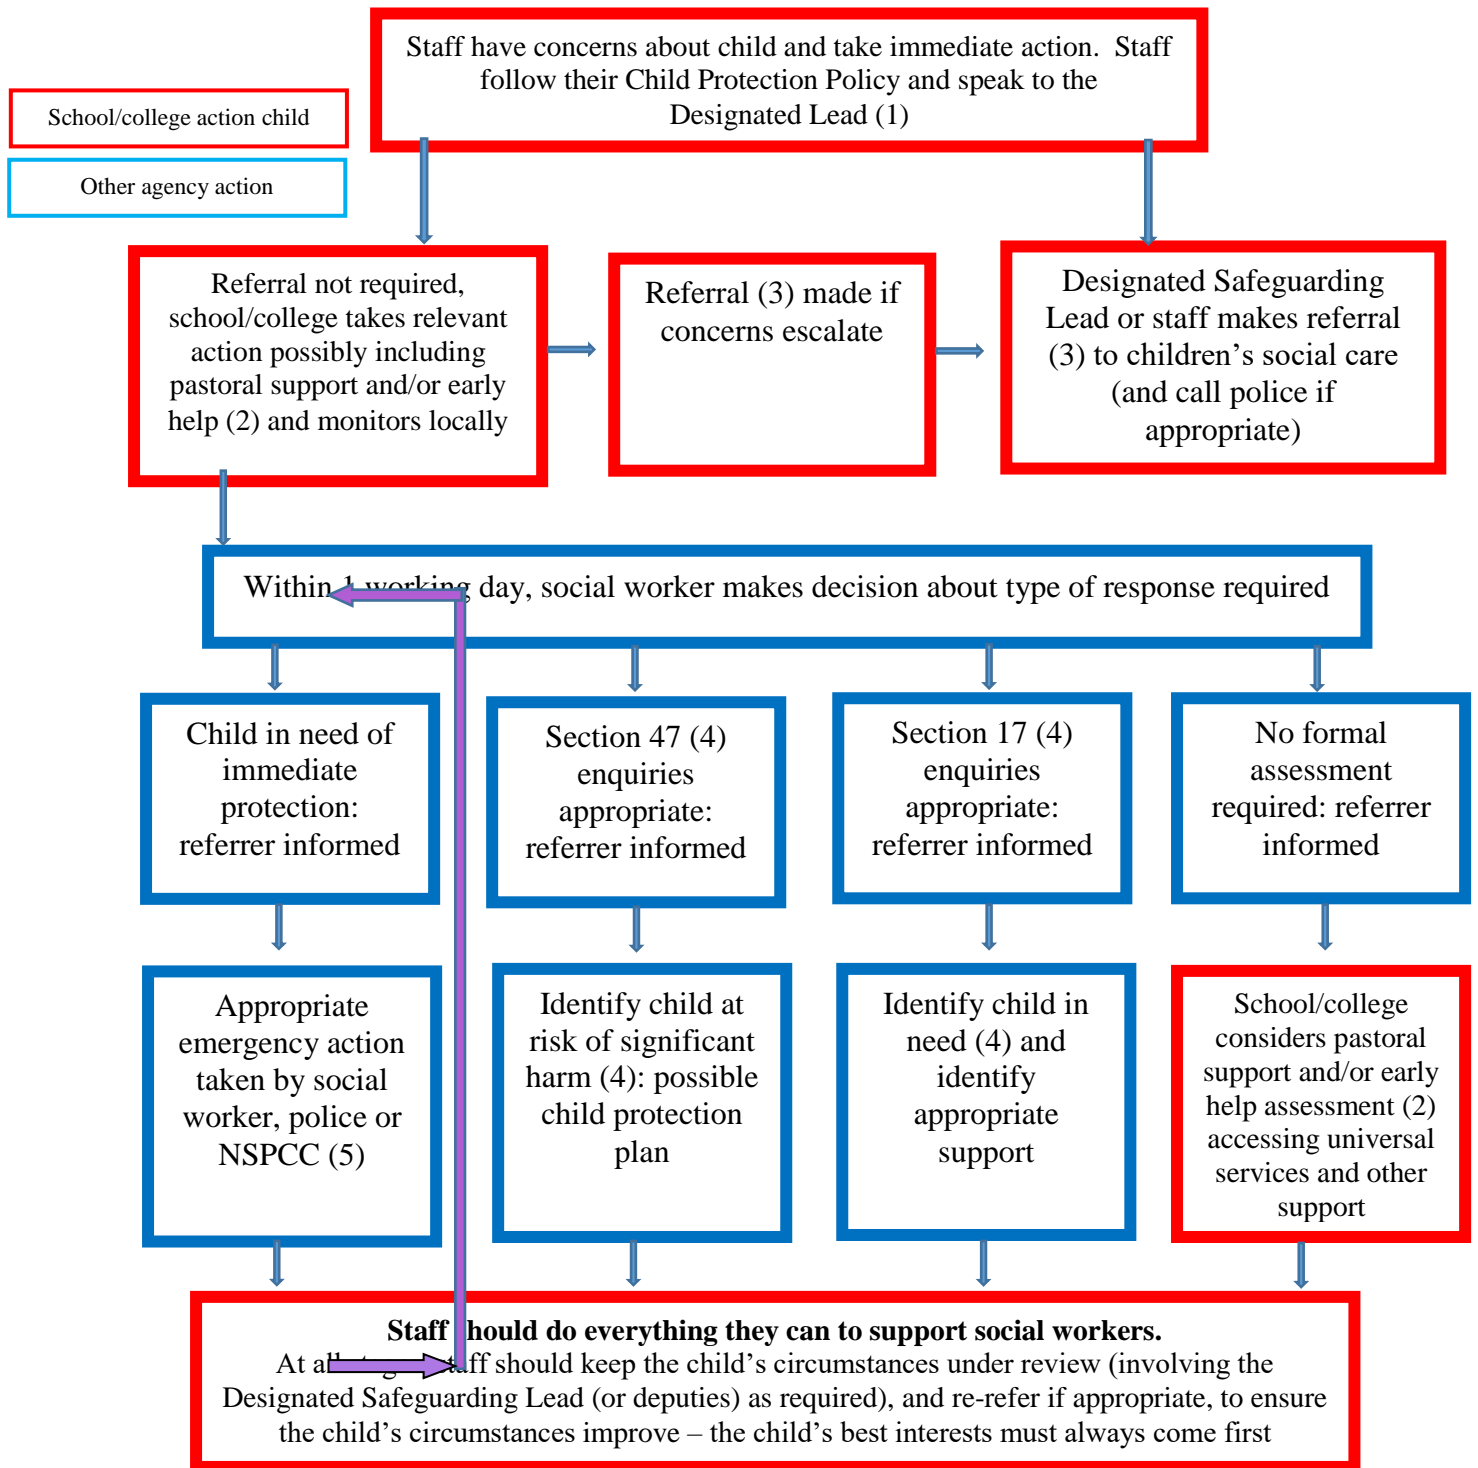 Staff have concerns about child and take immediate action.  Staff
follow their Child Protection Policy and speak to the
Designated Lead (1)
School/college action child
Other agency action
Referral not required,
school/college takes relevant
action possibly including
pastoral support and/or early
help (2) and monitors locally
Referral (3) made if
concerns escalate
Designated Safeguarding
Lead or staff makes referral
(3) to children’s social care
(and call police if
appropriate)
Within 1 working day, social worker makes decision about type of response required
Child in need of
immediate
protection:
referrer informed
Section 47 (4)
enquiries
appropriate:
referrer informed
Section 17 (4)
enquiries
appropriate:
referrer informed
No formal
assessment
required: referrer
informed
Appropriate
emergency action
taken by social
worker, police or
NSPCC (5)
Identify child at
risk of significant
harm (4): possible
child protection
plan
Identify child in
need (4) and
identify
appropriate
support
School/college
considers pastoral
support and/or early
help assessment (2)
accessing universal
services and other
support
Staff should do everything they can to support social workers.
At all staff should keep the child’s circumstances under review (involving the
Designated Safeguarding Lead (or deputies) as required), and re-refer if appropriate, to ensure
the child’s circumstances improve – the child’s best interests must always come first